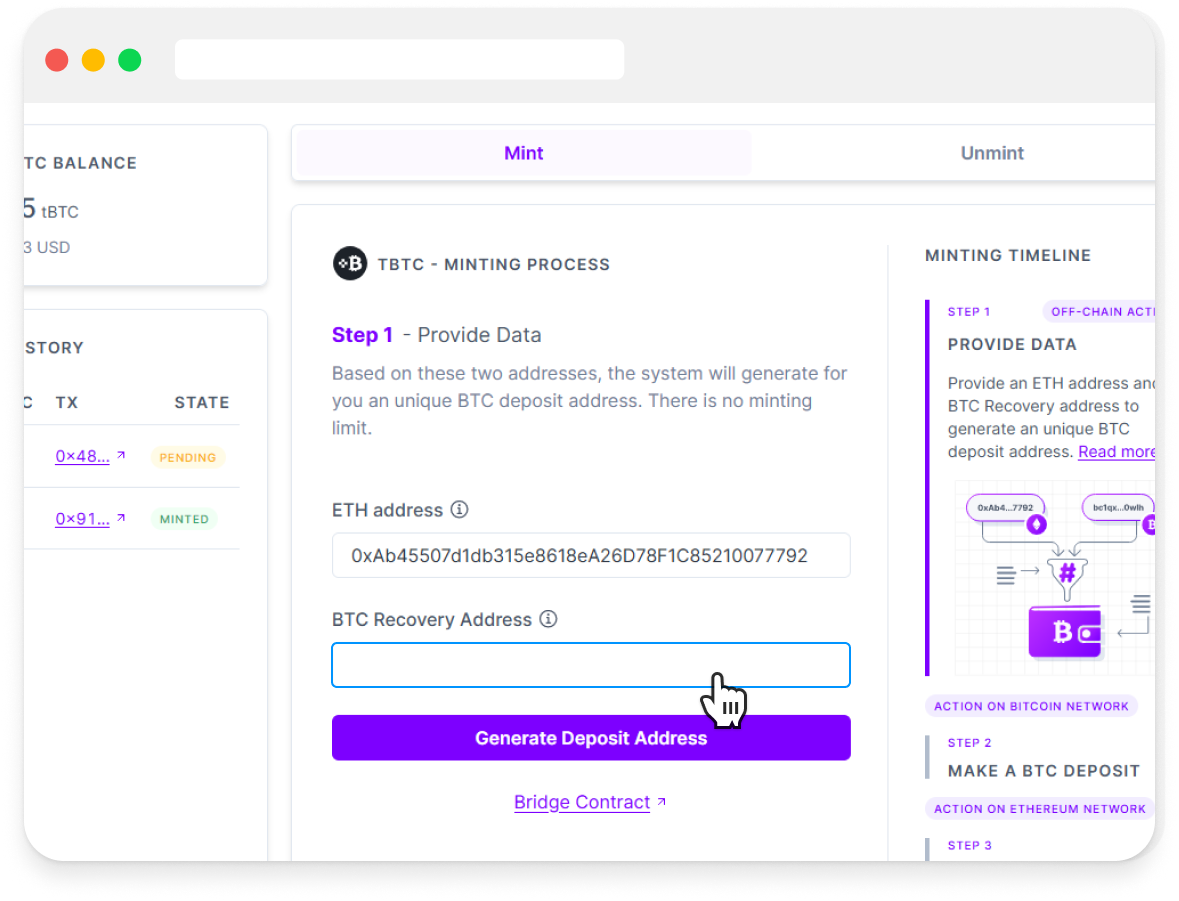 TC BALANCE
5 tBTC
3 USD
STORY
C TX STATE
0×48... PENDING
0×91... MINTED
Mint
Unmint
TBTC - MINTING PROCESS
Step 1 - Provide Data
Based on these two addresses, the system will generate for
you an unique BTC deposit address. There is no minting
limit.
ETH address
0xAb45507d1db315e8618eA26D78F1C85210077792
BTC Recovery Address
Generate Deposit Address
Bridge Contract
MINTING TIMELINE
STEP 1 OFF-CHAIN ACTI
PROVIDE DATA
Provide an ETH address and
BTC Recovery address to
generate an unique BTC
deposit address. Read more
0xAb4...7792 bc1qx...0wlh
#
ACTION ON BITCOIN NETWORK
STEP 2
MAKE A BTC DEPOSIT
ACTION ON ETHEREUM NETWORK
STEP 3